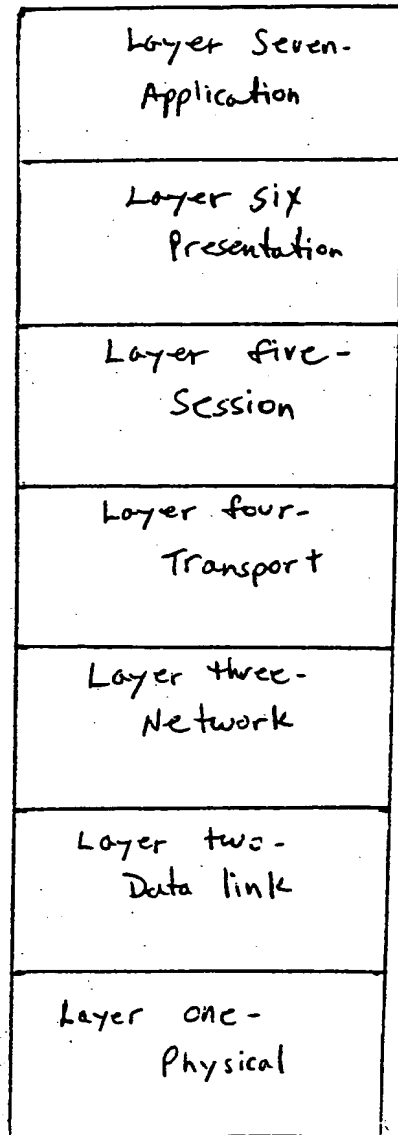 Layer Seven-
Application
Layer six
Presentation
Layer five-
Session
Layer four-
Transport
Layer three-
Network
Layer two-
Data link
Layer one-
Physical